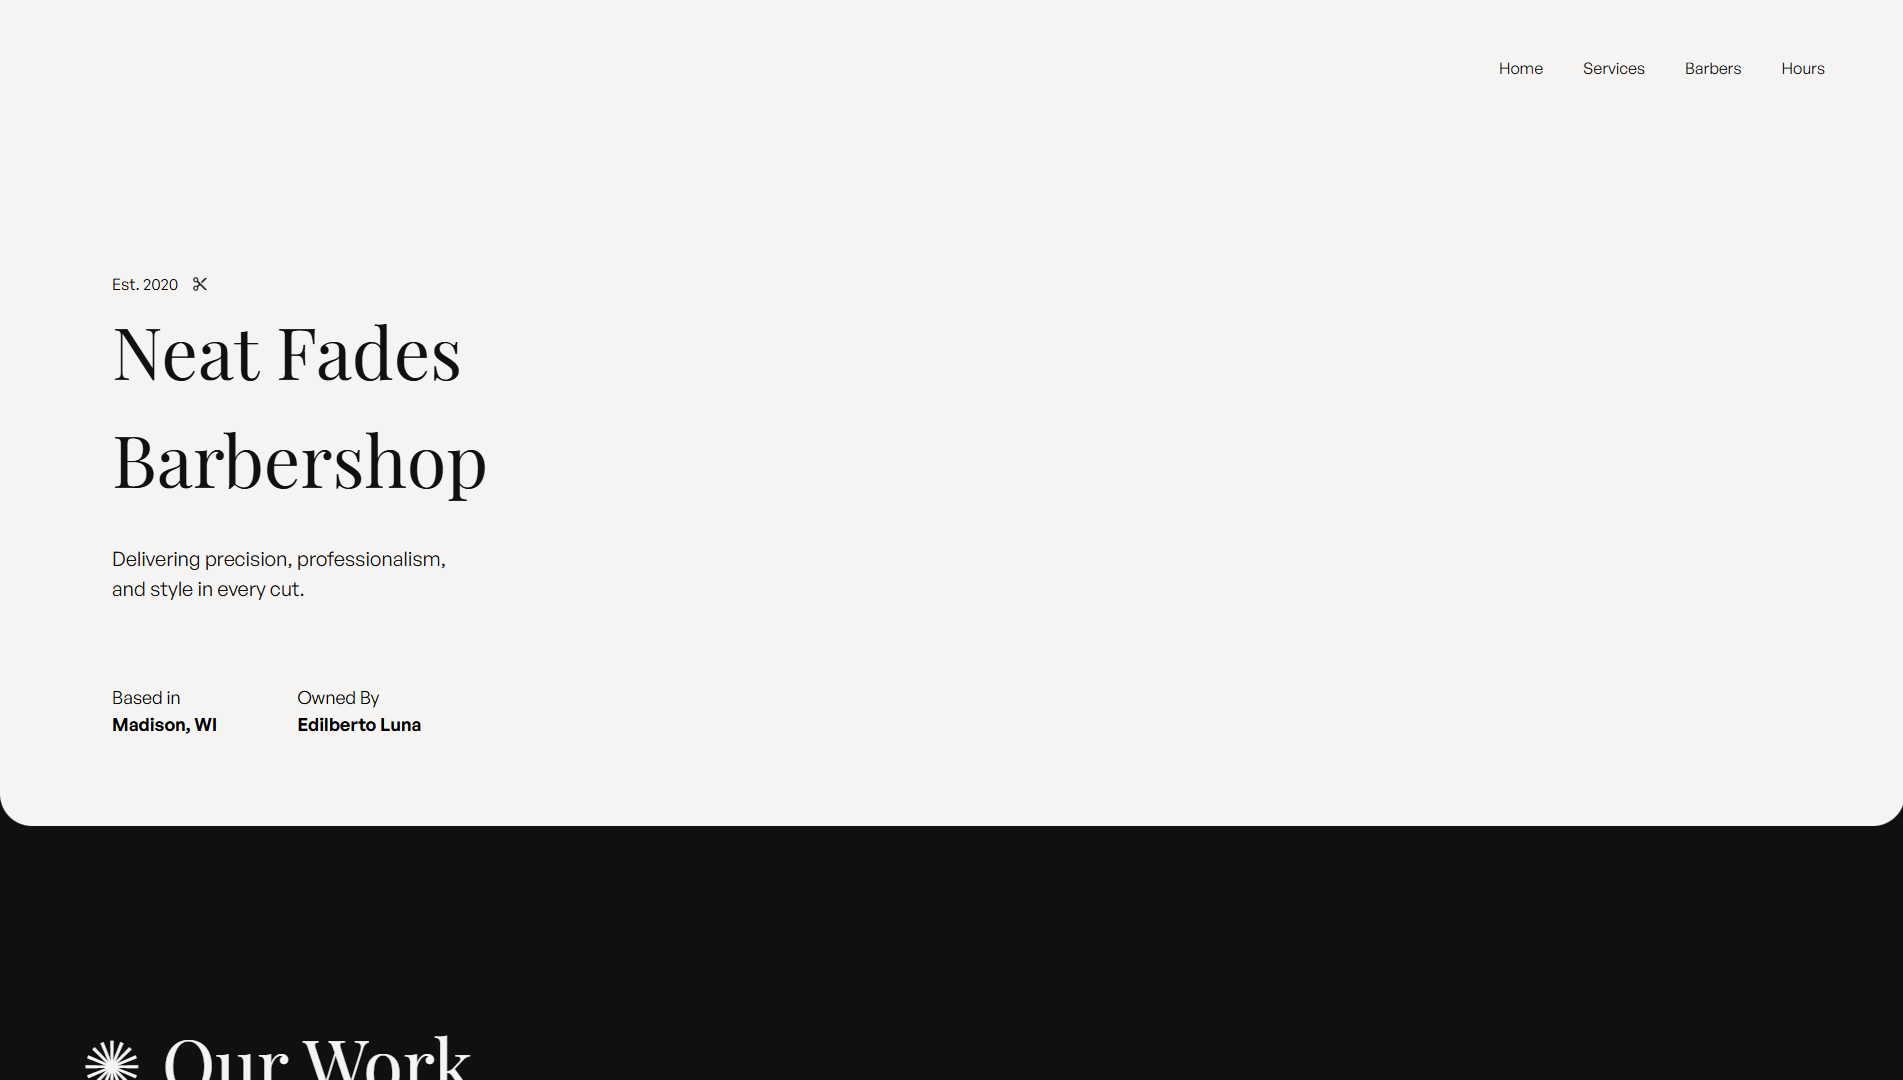 Home Services Barbers Hours
Est. 2020
Neat Fades
Barbershop
Delivering precision, professionalism,
and style in every cut.
Based in Owned By
Madison, WI Edilberto Luna
Our Work